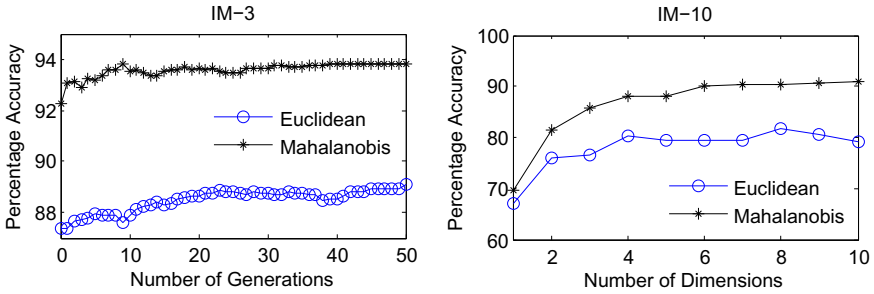 IM−3
Percentage Accuracy
94
92
90
88
Euclidean
Mahalanobis
0
10
20
30
40
50
Number of Generations
IM−10
Percentage Accuracy
100
90
80
70
60
Euclidean
Mahalanobis
2
4
6
8
10
Number of Dimensions